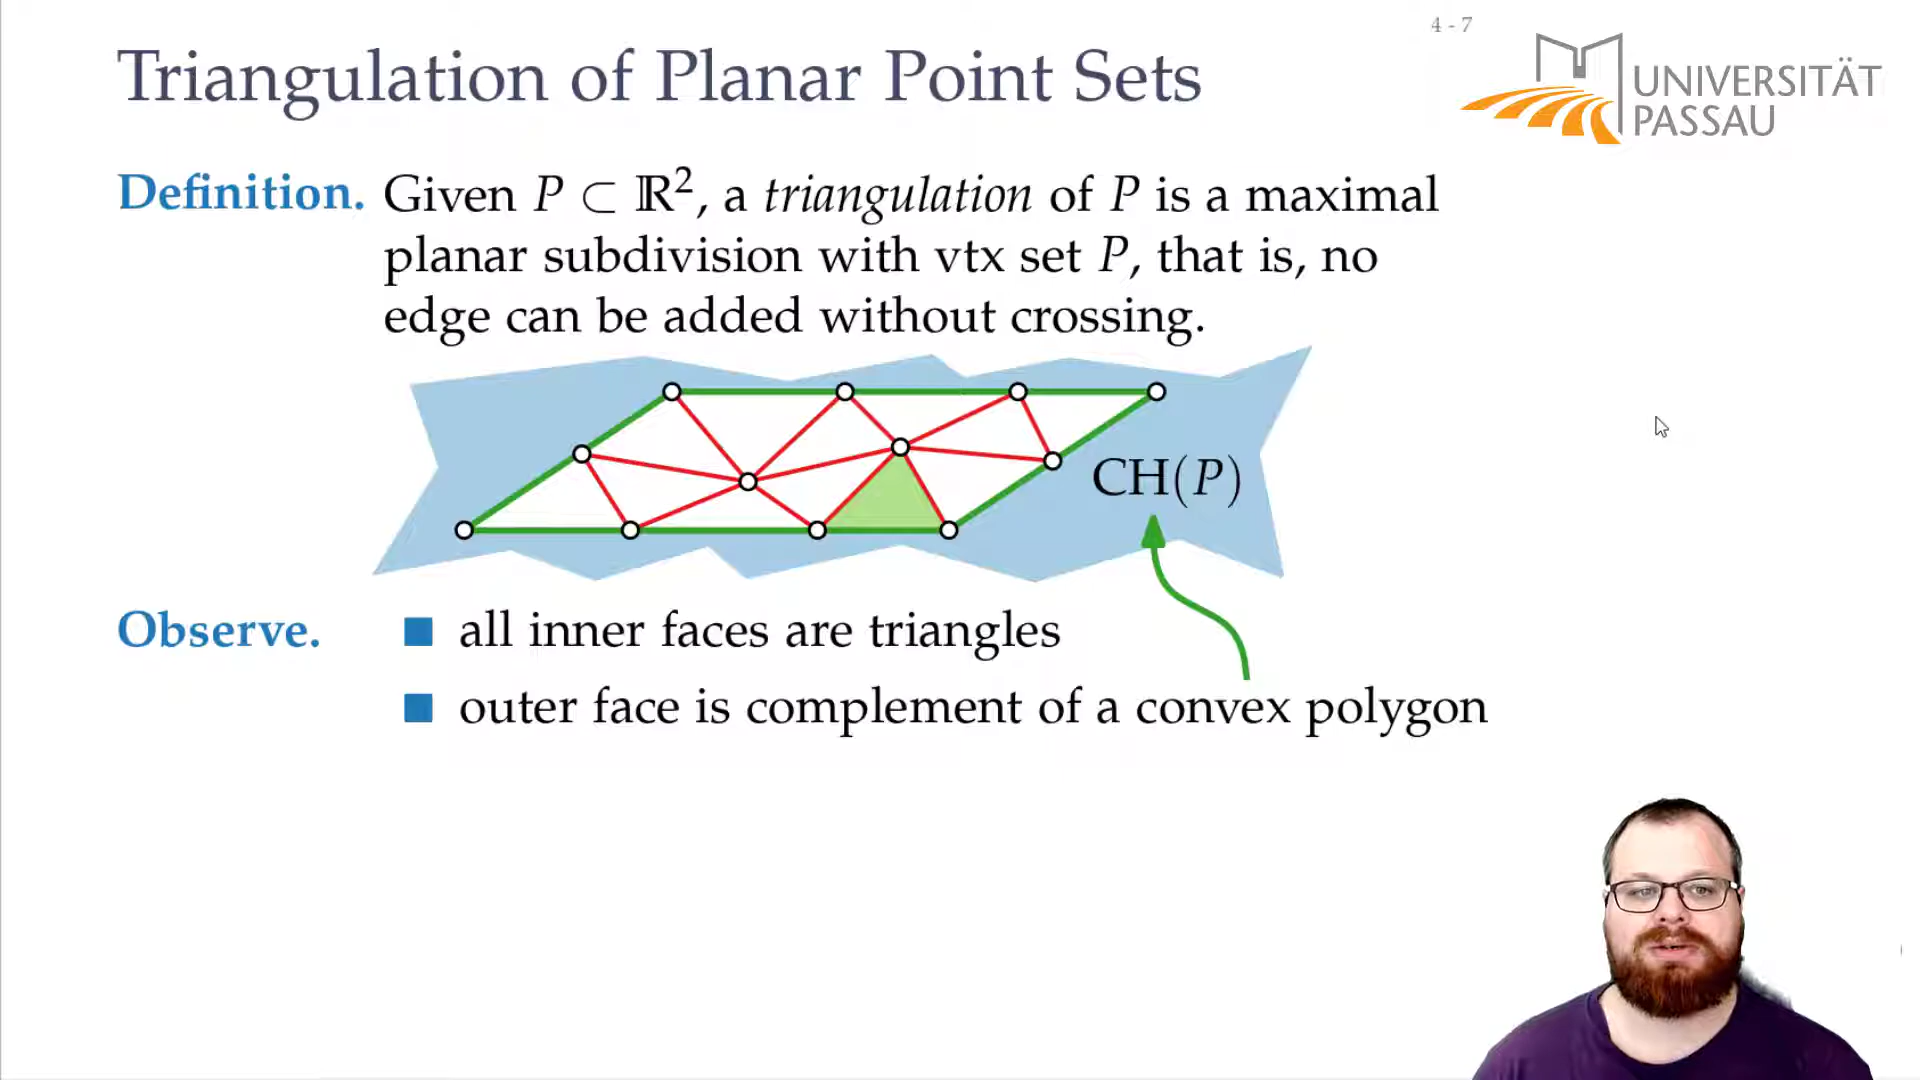 4 - 7
Triangulation of Planar Point Sets
UNIVERSITÄT
PASSAU
Definition. Given P ⊂ ℝ², a triangulation of P is a maximal
planar subdivision with vtx set P, that is, no
edge can be added without crossing.
CH(P)
Observe. ■ all inner faces are triangles
■ outer face is complement of a convex polygon